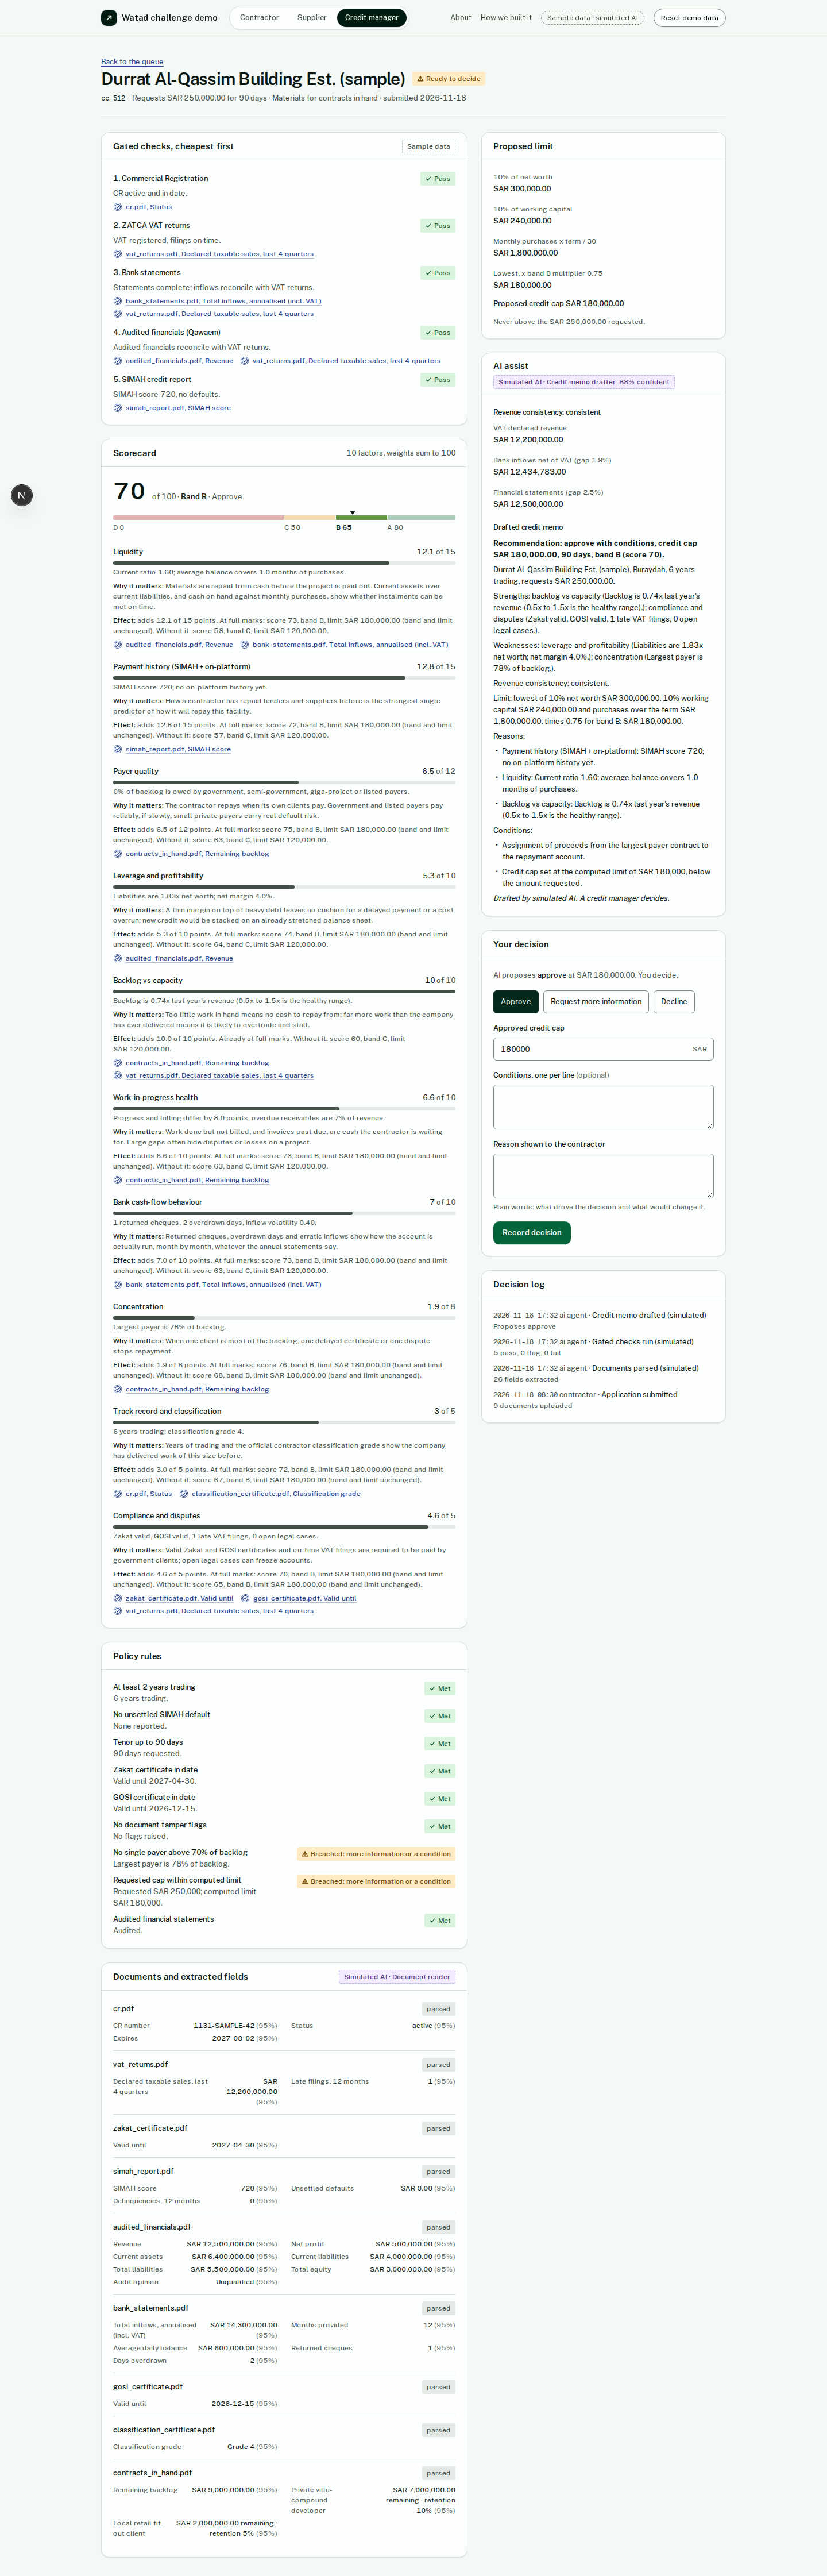 Watad challenge demo
Contractor
Supplier
Credit manager
About
How we built it
Sample data · simulated AI
Reset demo data
Back to the queue
Durrat Al-Qassim Building Est. (sample)
Ready to decide
cc_512 Requests SAR 250,000.00 for 90 days · Materials for contracts in hand · submitted 2026-11-18
Gated checks, cheapest first
Sample data
1. Commercial Registration
Pass
CR active and in date.
cr.pdf, Status
2. ZATCA VAT returns
Pass
VAT registered, filings on time.
vat_returns.pdf, Declared taxable sales, last 4 quarters
3. Bank statements
Pass
Statements complete; inflows reconcile with VAT returns.
bank_statements.pdf, Total inflows, annualised (incl. VAT)
vat_returns.pdf, Declared taxable sales, last 4 quarters
4. Audited financials (Qawaem)
Pass
Audited financials reconcile with VAT returns.
audited_financials.pdf, Revenue
vat_returns.pdf, Declared taxable sales, last 4 quarters
5. SIMAH credit report
Pass
SIMAH score 720, no defaults.
simah_report.pdf, SIMAH score
Scorecard
10 factors, weights sum to 100
70 of 100 · Band B · Approve
D 0
C 50
B 65
A 80
Liquidity
12.1 of 15
Current ratio 1.60; average balance covers 1.0 months of purchases.
Why it matters: Materials are repaid from cash before the project is paid out. Current assets over
current liabilities, and cash on hand against monthly purchases, show whether instalments can be
met on time.
Effect: adds 12.1 of 15 points. At full marks: score 73, band B, limit SAR 180,000.00 (band and limit
unchanged). Without it: score 58, band C, limit SAR 120,000.00.
audited_financials.pdf, Revenue
bank_statements.pdf, Total inflows, annualised (incl. VAT)
Payment history (SIMAH + on-platform)
12.8 of 15
SIMAH score 720; no on-platform history yet.
Why it matters: How a contractor has repaid lenders and suppliers before is the strongest single
predictor of how it will repay this facility.
Effect: adds 12.8 of 15 points. At full marks: score 72, band B, limit SAR 180,000.00 (band and limit
unchanged). Without it: score 57, band C, limit SAR 120,000.00.
simah_report.pdf, SIMAH score
Payer quality
6.5 of 12
0% of backlog is owed by government, semi-government, giga-project or listed payers.
Why it matters: The contractor repays when its own clients pay. Government and listed payers pay
reliably, if slowly; small private payers carry real default risk.
Effect: adds 6.5 of 12 points. At full marks: score 75, band B, limit SAR 180,000.00 (band and limit
unchanged). Without it: score 63, band C, limit SAR 120,000.00.
contracts_in_hand.pdf, Remaining backlog
Leverage and profitability
5.3 of 10
Liabilities are 1.83x net worth; net margin 4.0%.
Why it matters: A thin margin on top of heavy debt leaves no cushion for a delayed payment or a cost
overrun; new credit would be stacked on an already stretched balance sheet.
Effect: adds 5.3 of 10 points. At full marks: score 74, band B, limit SAR 180,000.00 (band and limit
unchanged). Without it: score 64, band C, limit SAR 120,000.00.
audited_financials.pdf, Revenue
Backlog vs capacity
10 of 10
Backlog is 0.74x last year's revenue (0.5x to 1.5x is the healthy range).
Why it matters: Too little work in hand means no cash to repay from; far more than the company
has ever delivered means it is likely to overtrade and stall.
Effect: adds 10.0 of 10 points. Already at full marks. Without it: score 60, band C, limit
SAR 120,000.00.
contracts_in_hand.pdf, Remaining backlog
vat_returns.pdf, Declared taxable sales, last 4 quarters
Work-in-progress health
6.6 of 10
Progress and billing differ by 8.0 points; overdue receivables are 7% of revenue.
Why it matters: Work done but not billed, and invoices past due, are cash the contractor is waiting
for. Large gaps often hide disputes or losses on a project.
Effect: adds 6.6 of 10 points. At full marks: score 73, band B, limit SAR 180,000.00 (band and limit
unchanged). Without it: score 63, band C, limit SAR 120,000.00.
contracts_in_hand.pdf, Remaining backlog
Bank cash-flow behaviour
7 of 10
1 returned cheques, 2 overdrawn days, inflow volatility 0.40.
Why it matters: Returned cheques, overdrawn days and erratic inflows show how the account is
actually run, month by month, whatever the annual statements say.
Effect: adds 7.0 of 10 points. At full marks: score 73, band B, limit SAR 180,000.00 (band and limit
unchanged). Without it: score 63, band C, limit SAR 120,000.00.
bank_statements.pdf, Total inflows, annualised (incl. VAT)
Concentration
1.9 of 8
Largest payer is 78% of backlog.
Why it matters: When one client is most of the backlog, one delayed certificate or one dispute
stops repayment.
Effect: adds 1.9 of 8 points. At full marks: score 76, band B, limit SAR 180,000.00 (band and limit
unchanged). Without it: score 68, band B, limit SAR 180,000.00 (band and limit unchanged).
contracts_in_hand.pdf, Remaining backlog
Track record and classification
3 of 5
6 years trading; classification grade 4.
Why it matters: Years of trading and the official contractor classification grade show the company
has delivered work of this size before.
Effect: adds 3.0 of 5 points. At full marks: score 72, band B, limit SAR 180,000.00 (band and limit
unchanged). Without it: score 67, band B, limit SAR 180,000.00 (band and limit unchanged).
cr.pdf, Status
classification_certificate.pdf, Classification grade
Compliance and disputes
4.6 of 5
Zakat valid, GOSI valid, 1 late VAT filings, 0 open legal cases.
Why it matters: Valid Zakat and GOSI certificates and on-time VAT filings are required to be paid by
government clients; open legal cases can freeze accounts.
Effect: adds 4.6 of 5 points. At full marks: score 70, band B, limit SAR 180,000.00 (band and limit
unchanged). Without it: score 65, band B, limit SAR 180,000.00 (band and limit unchanged).
zakat_certificate.pdf, Valid until
gosi_certificate.pdf, Valid until
vat_returns.pdf, Declared taxable sales, last 4 quarters
Policy rules
At least 2 years trading
Met
6 years trading.
No unsettled SIMAH default
Met
None reported.
Tenor up to 90 days
Met
90 days requested.
Zakat certificate in date
Met
Valid until 2027-04-30.
GOSI certificate in date
Met
Valid until 2026-12-15.
No document tamper flags
Met
No flags raised.
No single payer above 70% of backlog
Breached: more information or a condition
Largest payer is 78% of backlog.
Requested cap within computed limit
Breached: more information or a condition
Requested SAR 250,000; computed limit
SAR 180,000.
Audited financial statements
Met
Audited.
Documents and extracted fields
Simulated AI · Document reader
cr.pdf
parsed
CR number 1131-SAMPLE-42 (95%)
Status active (95%)
Expires 2027-08-02 (95%)
vat_returns.pdf
parsed
Declared taxable sales, last
4 quarters
SAR
12,200,000.00
(95%)
Late filings, 12 months 1 (95%)
zakat_certificate.pdf
parsed
Valid until 2027-04-30 (95%)
simah_report.pdf
parsed
SIMAH score 720 (95%)
Unsettled defaults SAR 0.00 (95%)
Delinquencies, 12 months 0 (95%)
audited_financials.pdf
parsed
Revenue SAR 12,500,000.00 (95%)
Net profit SAR 500,000.00 (95%)
Current assets SAR 6,400,000.00 (95%)
Current liabilities SAR 4,000,000.00 (95%)
Total liabilities SAR 5,500,000.00 (95%)
Total equity SAR 3,000,000.00 (95%)
Audit opinion Unqualified (95%)
bank_statements.pdf
parsed
Total inflows, annualised
(incl. VAT)
SAR 14,300,000.00
(95%)
Months provided 12 (95%)
Average daily balance SAR 600,000.00 (95%)
Returned cheques 1 (95%)
Days overdrawn 2 (95%)
gosi_certificate.pdf
parsed
Valid until 2026-12-15 (95%)
classification_certificate.pdf
parsed
Classification grade Grade 4 (95%)
contracts_in_hand.pdf
parsed
Remaining backlog SAR 9,000,000.00 (95%)
Private villa-
compound
developer
SAR 7,000,000.00
remaining · retention
10% (95%)
Local retail fit-
out client
SAR 2,000,000.00 remaining ·
retention 5% (95%)
Proposed limit
10% of net worth
SAR 300,000.00
10% of working capital
SAR 240,000.00
Monthly purchases x term / 30
SAR 1,800,000.00
Lowest, x band B multiplier 0.75
SAR 180,000.00
Proposed credit cap SAR 180,000.00
Never above the SAR 250,000.00 requested.
AI assist
Simulated AI · Credit memo drafter 88% confident
Revenue consistency: consistent
VAT-declared revenue
SAR 12,200,000.00
Bank inflows net of VAT (gap 1.9%)
SAR 12,434,783.00
Financial statements (gap 2.5%)
SAR 12,500,000.00
Drafted credit memo
Recommendation: approve with conditions, credit cap
SAR 180,000.00, 90 days, band B (score 70).
Durrat Al-Qassim Building Est. (sample), Buraydah, 6 years
trading, requests SAR 250,000.00.
Strengths: backlog vs capacity (Backlog is 0.74x last year's
revenue (0.5x to 1.5x is the healthy range).); compliance and
disputes (Zakat valid, GOSI valid, 1 late VAT filings, 0 open
legal cases.).
Weaknesses: leverage and profitability (Liabilities are 1.83x
net worth; net margin 4.0%.); concentration (Largest payer is
78% of backlog.).
Revenue consistency: consistent.
Limit: lowest of 10% net worth SAR 300,000.00, 10% working
capital SAR 240,000.00 and purchases over the term SAR
1,800,000.00, times 0.75 for band B: SAR 180,000.00.
Reasons:
• Payment history (SIMAH + on-platform): SIMAH score 720;
no on-platform history yet.
• Liquidity: Current ratio 1.60; average balance covers 1.0
months of purchases.
• Backlog vs capacity: Backlog is 0.74x last year's revenue
(0.5x to 1.5x is the healthy range).
Conditions:
• Assignment of proceeds from the largest payer contract to
the repayment account.
• Credit cap set at the computed limit of SAR 180,000, below
the amount requested.
Drafted by simulated AI. A credit manager decides.
Your decision
AI proposes approve at SAR 180,000.00. You decide.
Approve
Request more information
Decline
Approved credit cap
180000 SAR
Conditions, one per line (optional)
Reason shown to the contractor
Plain words: what drove the decision and what would change it.
Record decision
Decision log
2026-11-18 17:32 ai agent · Credit memo drafted (simulated)
Proposes approve
2026-11-18 17:32 ai agent · Gated checks run (simulated)
5 pass, 0 flag, 0 fail
2026-11-18 17:32 ai agent · Documents parsed (simulated)
26 fields extracted
2026-11-18 08:30 contractor · Application submitted
9 documents uploaded